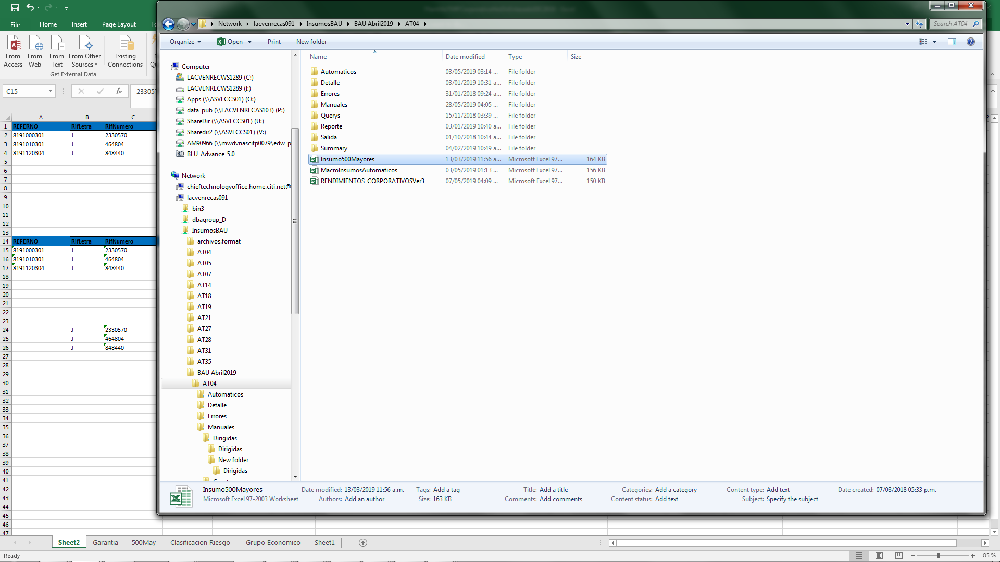 File
Home
Insert
Page Layout
Fo
From Access
From Web
From Text
From Other Sources
Existing Connections
Get External Data
C15
fx
23305
A B C
1 REFERNO RifLetra RifNumero
2 8191000301 J 2330570
3 8191010301 J 464804
4 8191120304 J 848440
5
6
7
8
9
10
11
12
13
14 REFERNO RifLetra RifNumero
15 8191000301 J 2330570
16 8191010301 J 464804
17 8191120304 J 848440
18
19
20
21
22
23
24 J 2330570
25 J 464804
26 J 848440
27
28
29
30
31
32
33
34
35
36
37
38
39
40
41
42
43
44
45
46
47
Sheet2 Garantia 500May Clasificacion Riesgo Grupo Economico Sheet1
Ready
85 %
Network lacvenrecas091 InsumosBAU BAU Abril2019 AT04
Search AT04
Organize Open Print New folder
Computer
LACVENRECWS1289 (C:)
LACVENRECWS1289 (I:)
Apps (\\ASVECCS01) (O:)
data_pub (\\LACVENRECAS103) (P:)
ShareDir (\\ASVECCS01) (U:)
Sharedir2 (\\ASVECCS01) (V:)
AM90966 (\\mwdvnascifp0079\edw_p
BLU_Advance_5.0
Network
chieftechnologyoffice.home.citi.net@
lacvenrecas091
bin3
dbagroup_D
InsumosBAU
archivos.format
AT04
AT05
AT07
AT14
AT18
AT19
AT21
AT27
AT28
AT31
AT35
BAU Abril2019
AT04
Automaticos
Detalle
Errores
Manuales
Dirigidas
Dirigidas
New folder
Dirigidas
Name Date modified Type Size
Automaticos 03/05/2019 03:14 ... File folder
Detalle 03/01/2019 10:31 a... File folder
Errores 31/01/2018 09:24 a... File folder
Manuales 28/05/2019 04:05 ... File folder
Querys 15/11/2018 03:39 ... File folder
Reporte 03/01/2019 10:40 a... File folder
Salida 01/10/2018 10:44 a... File folder
Summary 04/02/2019 10:49 a... File folder
Insumo500Mayores 13/03/2019 11:56 a... Microsoft Excel 97... 164 KB
MacroInsumosAutomaticos 03/05/2019 01:13 ... Microsoft Excel 97... 156 KB
RENDIMIENTOS_CORPORATIVOSVer3 07/05/2019 04:09 ... Microsoft Excel 97... 150 KB
Insumo500Mayores Date modified: 13/03/2019 11:56 a.m. Tags: Add a tag Title: Add a title Categories: Add a category Content type: Add text Date created: 07/03/2018 05:33 p.m.
Microsoft Excel 97-2003 Worksheet Authors: Add an author Size: 163 KB Comments: Add comments Content status: Add text Subject: Specify the subject